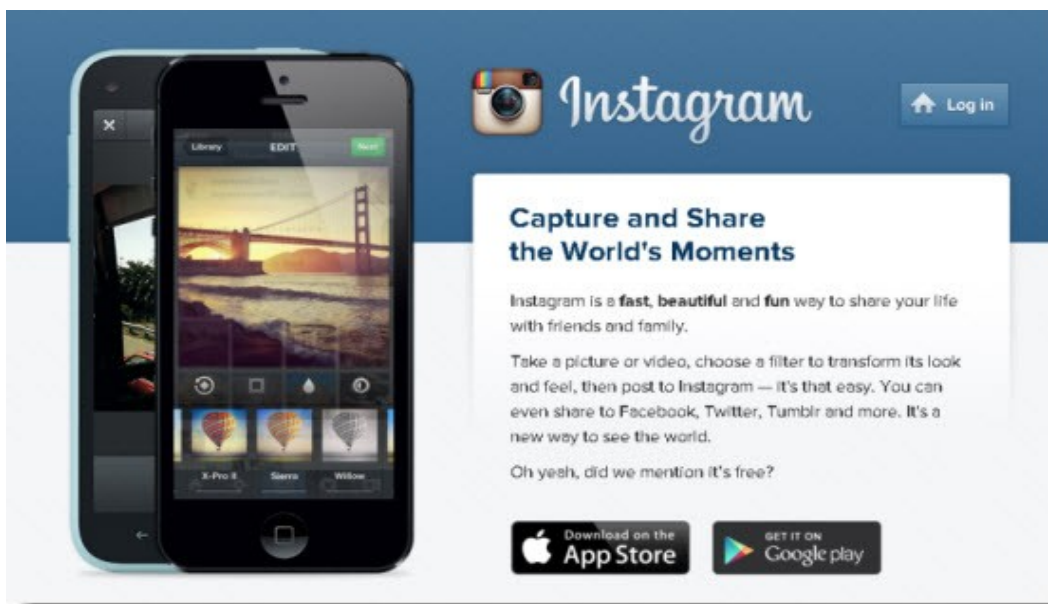 Instagram
Log in
Library
EDIT
Next
Capture and Share
the World's Moments
Instagram is a fast, beautiful and fun way to share your life
with friends and family.
Take a picture or video, choose a filter to transform its look
and feel, then post to Instagram — it's that easy. You can
even share to Facebook, Twitter, Tumblr and more. It's a
new way to see the world.
Oh yeah, did we mention it's free?
X-Pro II
Sierra
Willow
Download on the
App Store
GET IT ON
Google play